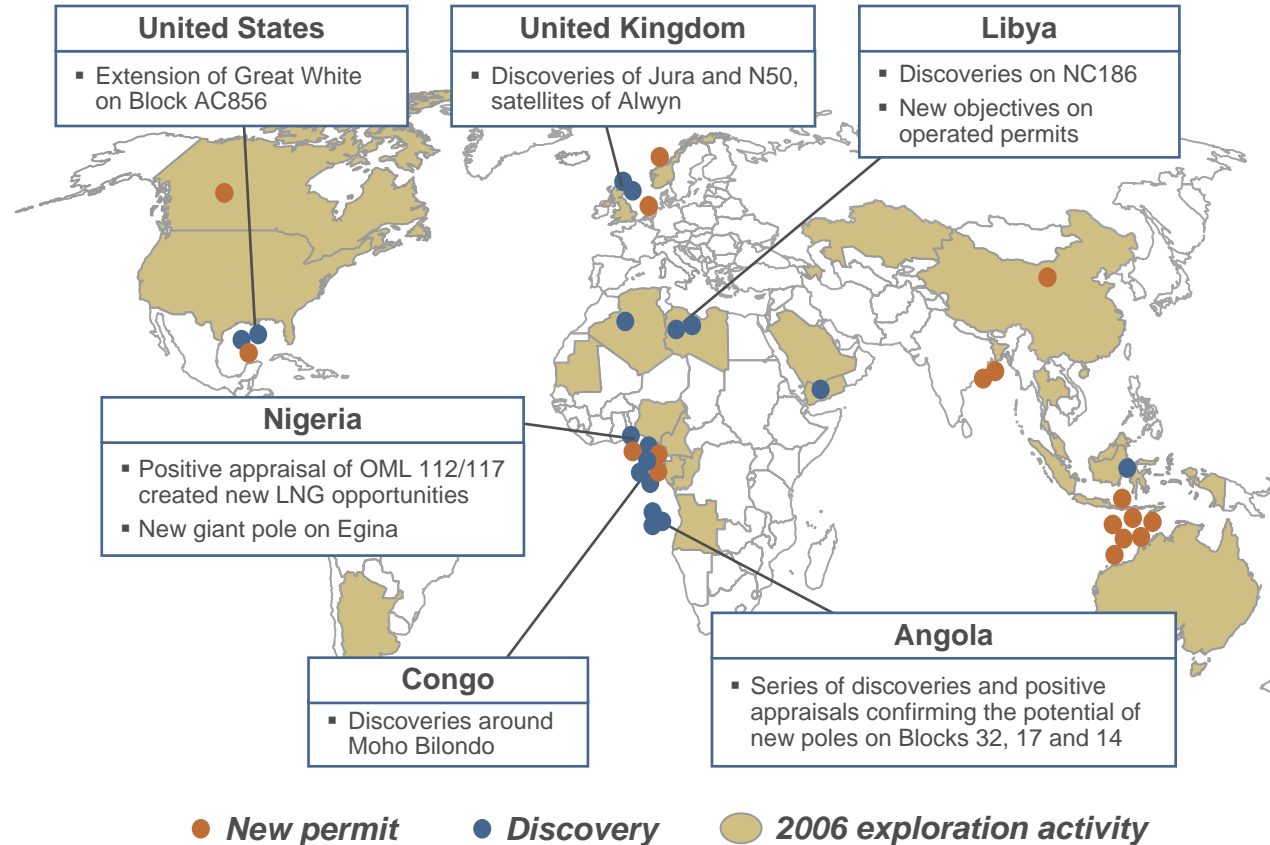 United States
▪ Extension of Great White
on Block AC856
United Kingdom
▪ Discoveries of Jura and N50,
satellites of Alwyn
Libya
▪ Discoveries on NC186
▪ New objectives on
operated permits
Nigeria
▪ Positive appraisal of OML 112/117
created new LNG opportunities
▪ New giant pole on Egina
Congo
▪ Discoveries around
Moho Bilondo
Angola
▪ Series of discoveries and positive
appraisals confirming the potential of
new poles on Blocks 32, 17 and 14
New permit
Discovery
2006 exploration activity